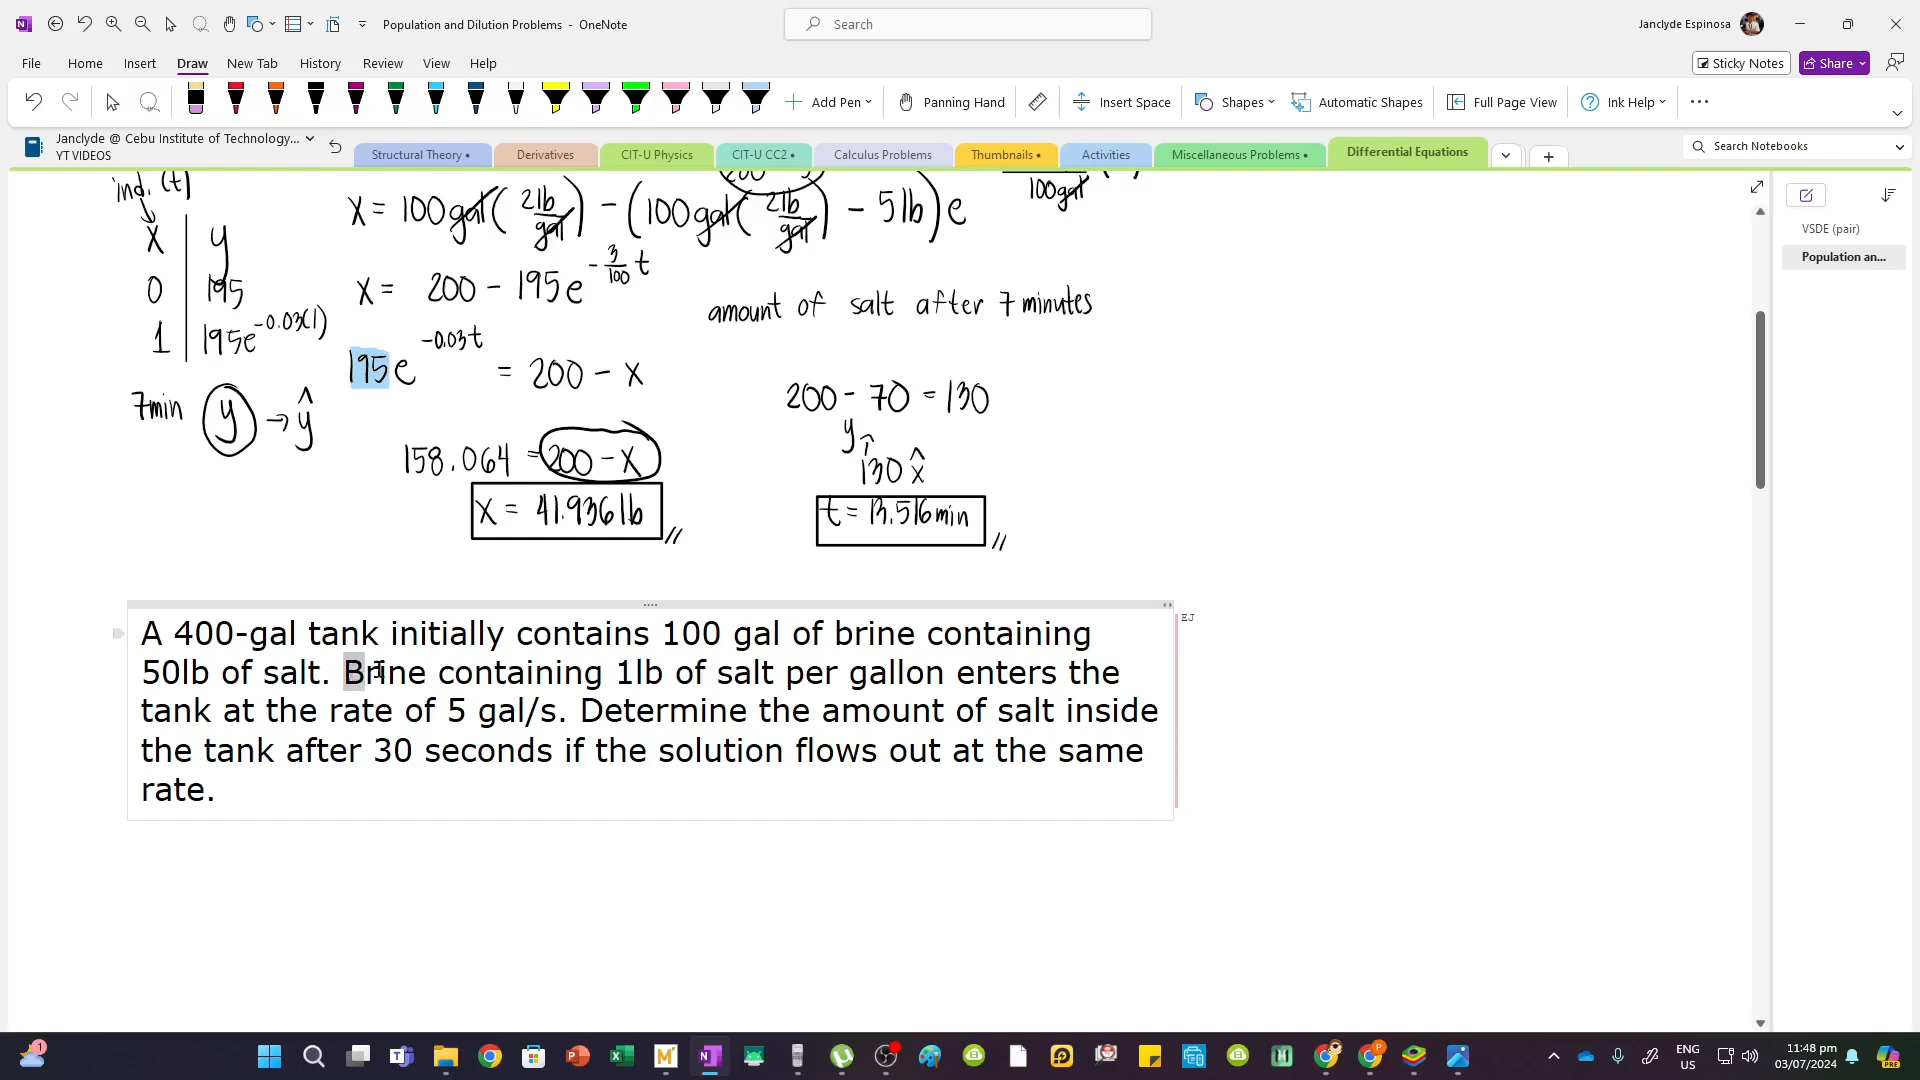 Population and Dilution Problems - OneNote
Search
Janclyde Espinosa
File Home Insert Draw New Tab History Review View Help
Sticky Notes
Share
Add Pen
Panning Hand
Insert Space
Shapes
Automatic Shapes
Full Page View
Ink Help
Janclyde @ Cebu Institute of Technology...
YT VIDEOS
Structural Theory •
Derivatives
CIT-U Physics
CIT-U CC2 •
Calculus Problems
Thumbnails •
Activities
Miscellaneous Problems •
Differential Equations
Search Notebooks
VSDE (pair)
Population an...
ind. (t)
x | y
0 | 195
1 | 195e^-0.03(1)
7min y → ŷ
100gal
x = 100gal(2lb/gal) - (100gal(2lb/gal) - 5lb)e
x = 200 - 195e^-3/100 t
195e^-0.03t = 200 - x
158.064 = 200 - x
x = 41.936lb //
amount of salt after 7 minutes
200 - 70 = 130
y ↑
130 x̂
t = 13.516min //
EJ
A 400-gal tank initially contains 100 gal of brine containing
50lb of salt. Brine containing 1lb of salt per gallon enters the
tank at the rate of 5 gal/s. Determine the amount of salt inside
the tank after 30 seconds if the solution flows out at the same
rate.
1
ENG
US
11:48 pm
03/07/2024
PRE